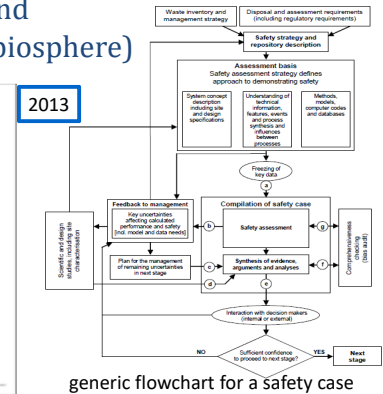 nd
biosphere)
2013
Waste inventory and
management strategy
Disposal and assessment requirements
(including regulatory requirements)
Safety strategy and
repository description
Assessment basis
Safety assessment strategy defines
approach to demonstrating safety
System concept
description
including site
and design
specifications
Understanding of
technical
information,
features, events
and process
synthesis and
influences
between
processes
Methods,
models,
computer codes
and databases
Freezing of
key data
a
Feedback to management
Key uncertainties
affecting calculated
performance and safety
[incl. model and data needs]
Plan for the management
of remaining uncertainties
in next stage
Scientific and design
studies, including site
characterisation
Compilation of safety case
b
Safety assessment
g
c
Synthesis of evidence,
arguments and analyses
f
d
e
Comprehensiveness
checking
(bias audit)
Interaction with decision makers
(internal or external)
NO
Sufficient confidence
to proceed to next stage?
YES
Next
stage
generic flowchart for a safety case